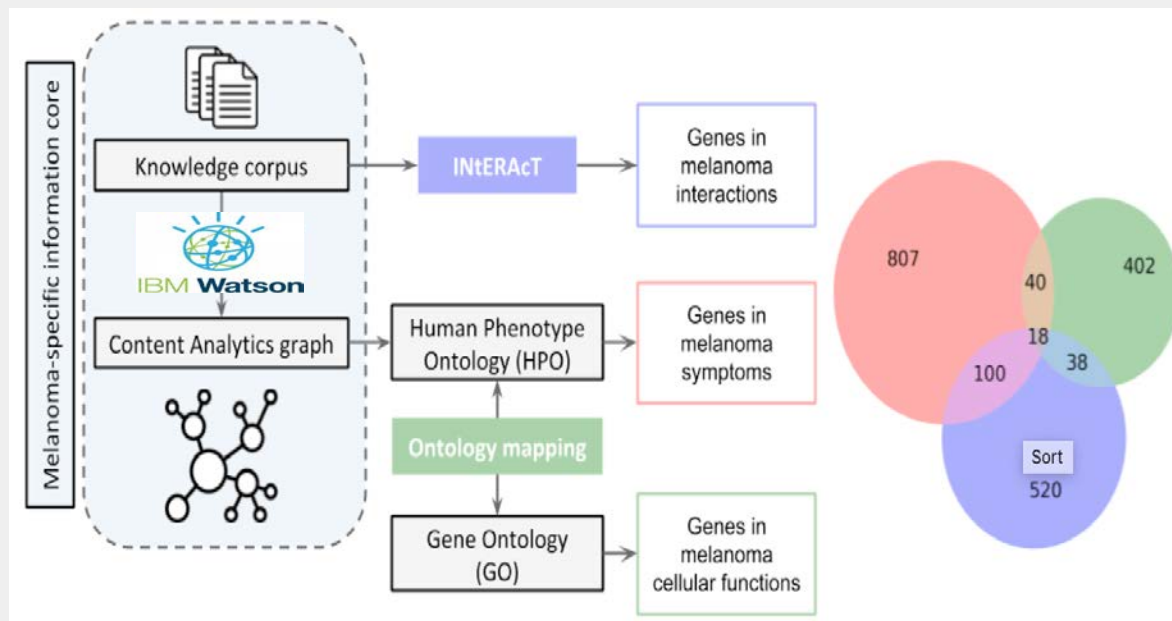 Melanoma-specific information core
Knowledge corpus
IBM Watson
Content Analytics graph
INtERAcT
Human Phenotype
Ontology (HPO)
Ontology mapping
Gene Ontology
(GO)
Genes in
melanoma
interactions
Genes in
melanoma
symptoms
Genes in
melanoma
cellular functions
807
40
402
18
100
38
Sort
520